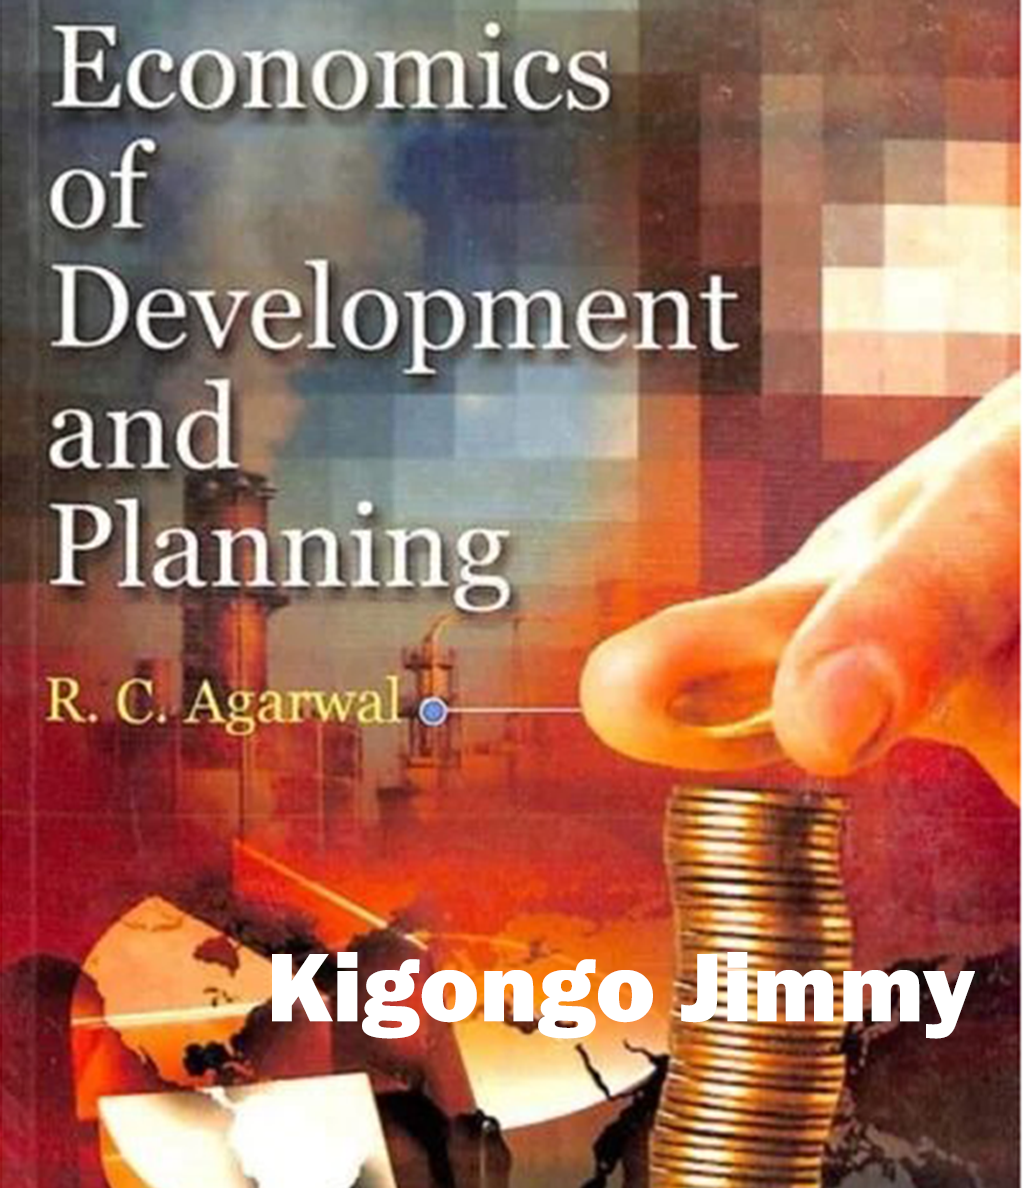 Economics
of
Development
and
Planning
R. C. Agarwal
Kigongo Jimmy